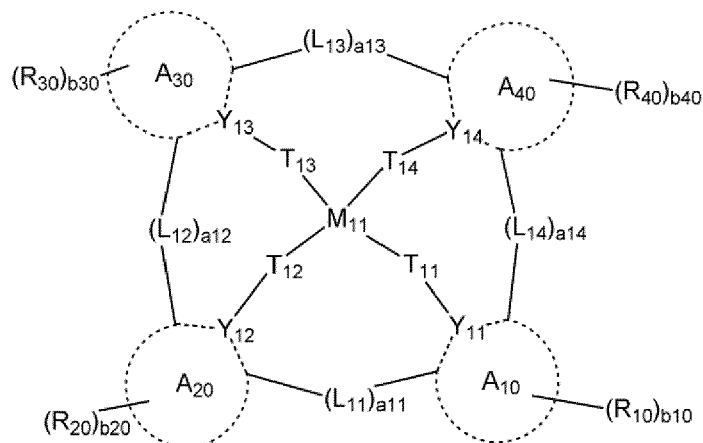 (L₁₃)ₐ₁₃
(R₃₀)b30 A₃₀ A₄₀ (R₄₀)b40
Y₁₃ Y₁₄
T₁₃ T₁₄
(L₁₂)a12 M₁₁ (L₁₄)a14
T₁₂ T₁₁
Y₁₂ Y₁₁
A₂₀ A₁₀
(R₂₀)b20 (L₁₁)a11 (R₁₀)b10